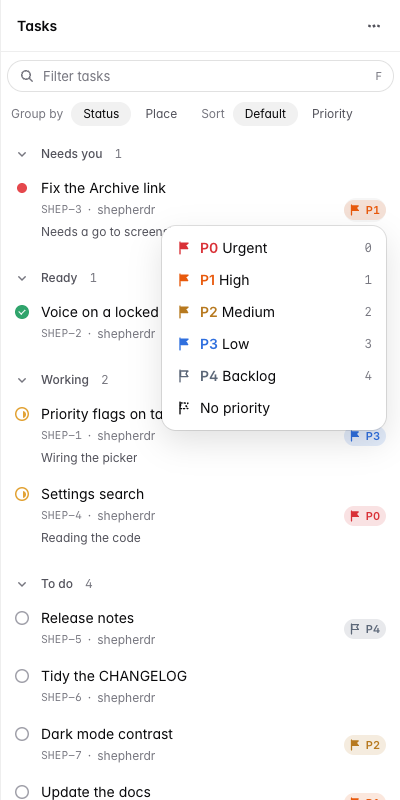 Tasks
Filter tasks F
Group by Status Place Sort Default Priority
Needs you 1
Fix the Archive link
SHEP-3 · shepherdr P1
Needs a go to screens
P0 Urgent 0
P1 High 1
P2 Medium 2
P3 Low 3
P4 Backlog 4
No priority
Ready 1
Voice on a locked
SHEP-2 · shepherdr
Working 2
Priority flags on ta
SHEP-1 · shepherdr P3
Wiring the picker
Settings search
SHEP-4 · shepherdr P0
Reading the code
To do 4
Release notes
SHEP-5 · shepherdr P4
Tidy the CHANGELOG
SHEP-6 · shepherdr
Dark mode contrast
SHEP-7 · shepherdr P2
Update the docs